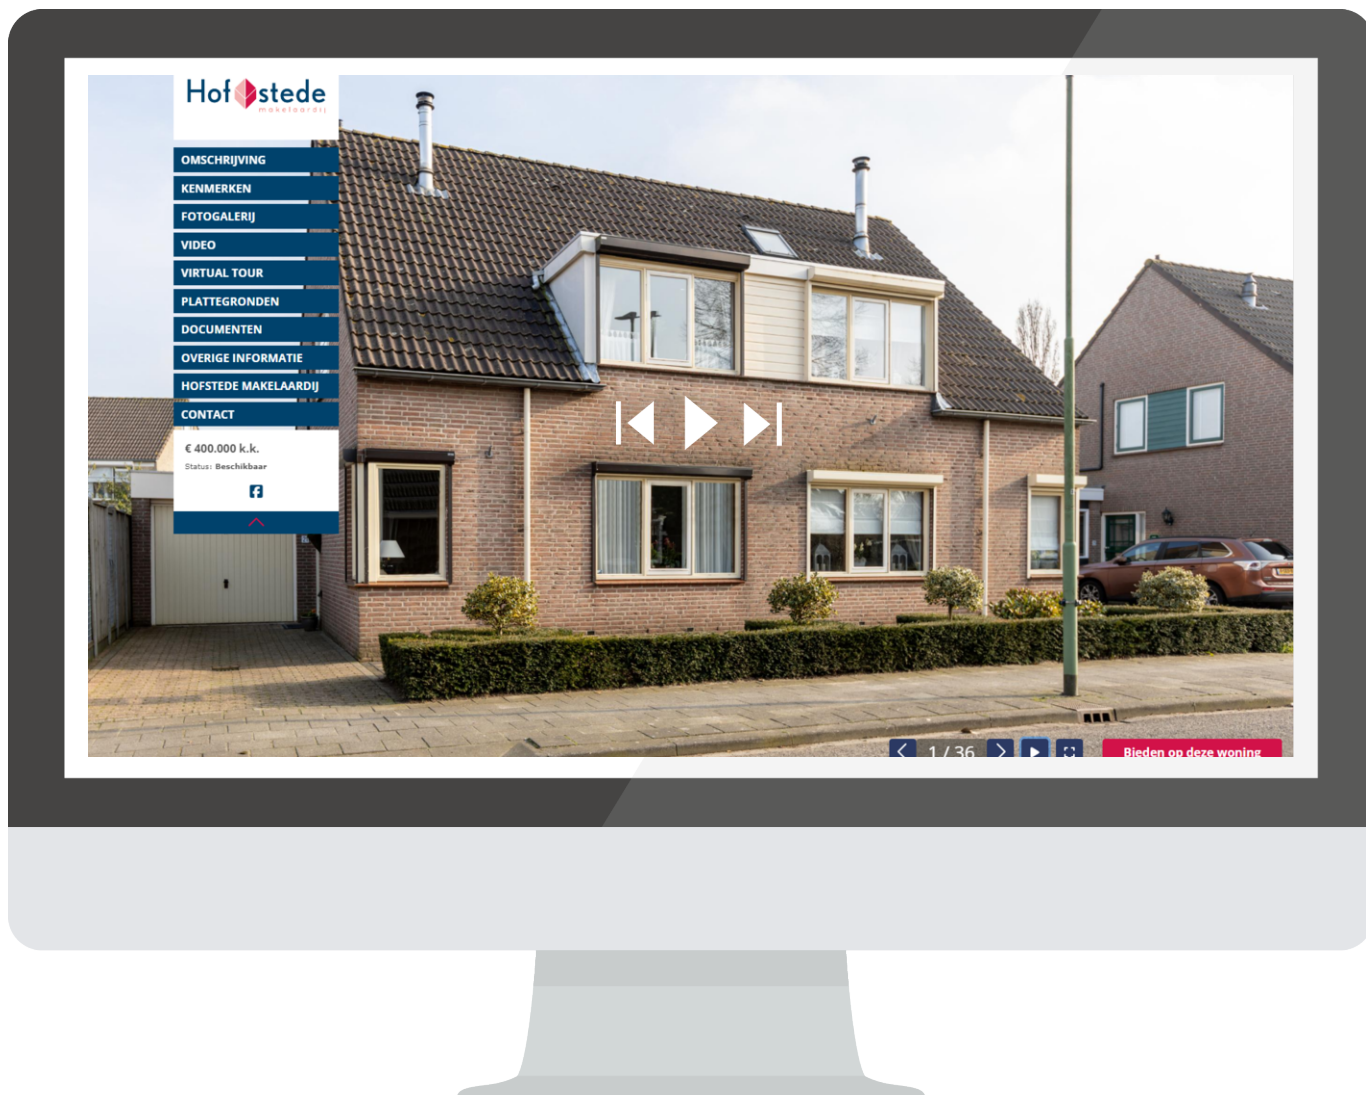 Hofstede
makelaardij
OMSCHRIJVING
KENMERKEN
FOTOGALERIJ
VIDEO
VIRTUAL TOUR
PLATTEGRONDEN
DOCUMENTEN
OVERIGE INFORMATIE
HOFSTEDE MAKELAARDIJ
CONTACT
€ 400.000 k.k.
Status: Beschikbaar
1 / 36
Bieden op deze woning